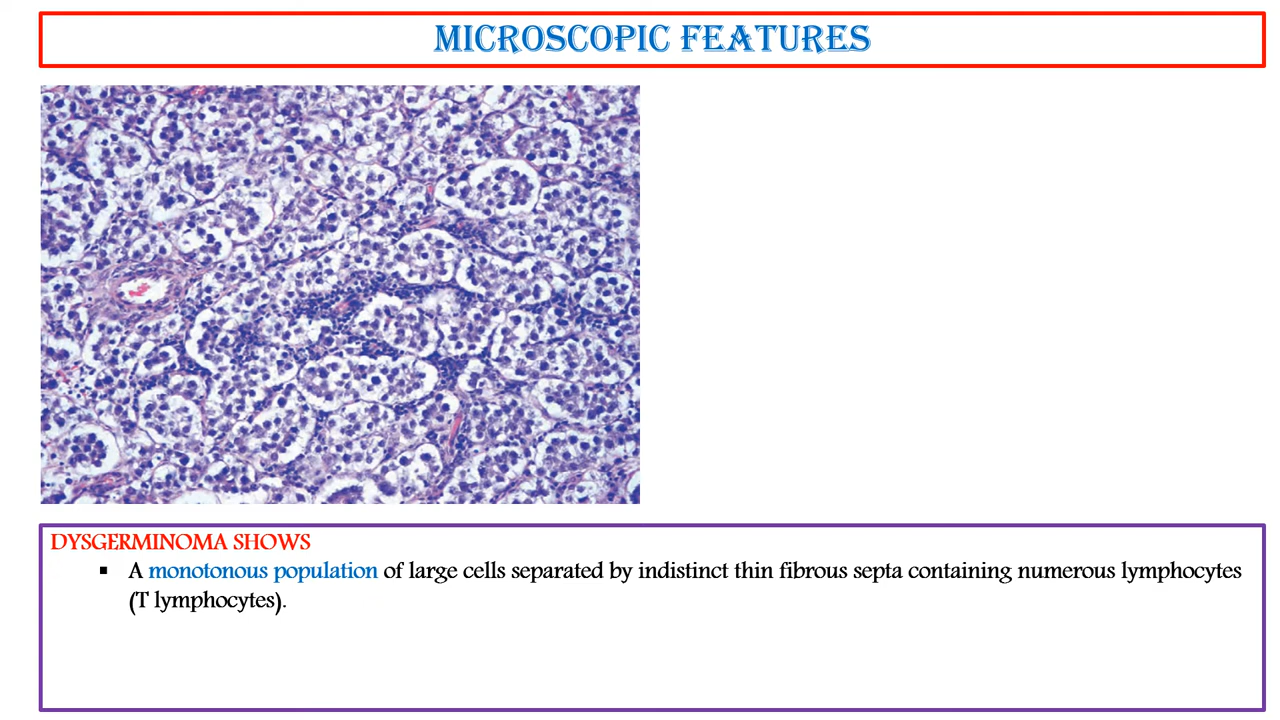 MICROSCOPIC FEATURES
DYSGERMINOMA SHOWS
▪ A monotonous population of large cells separated by indistinct thin fibrous septa containing numerous lymphocytes
(T lymphocytes).